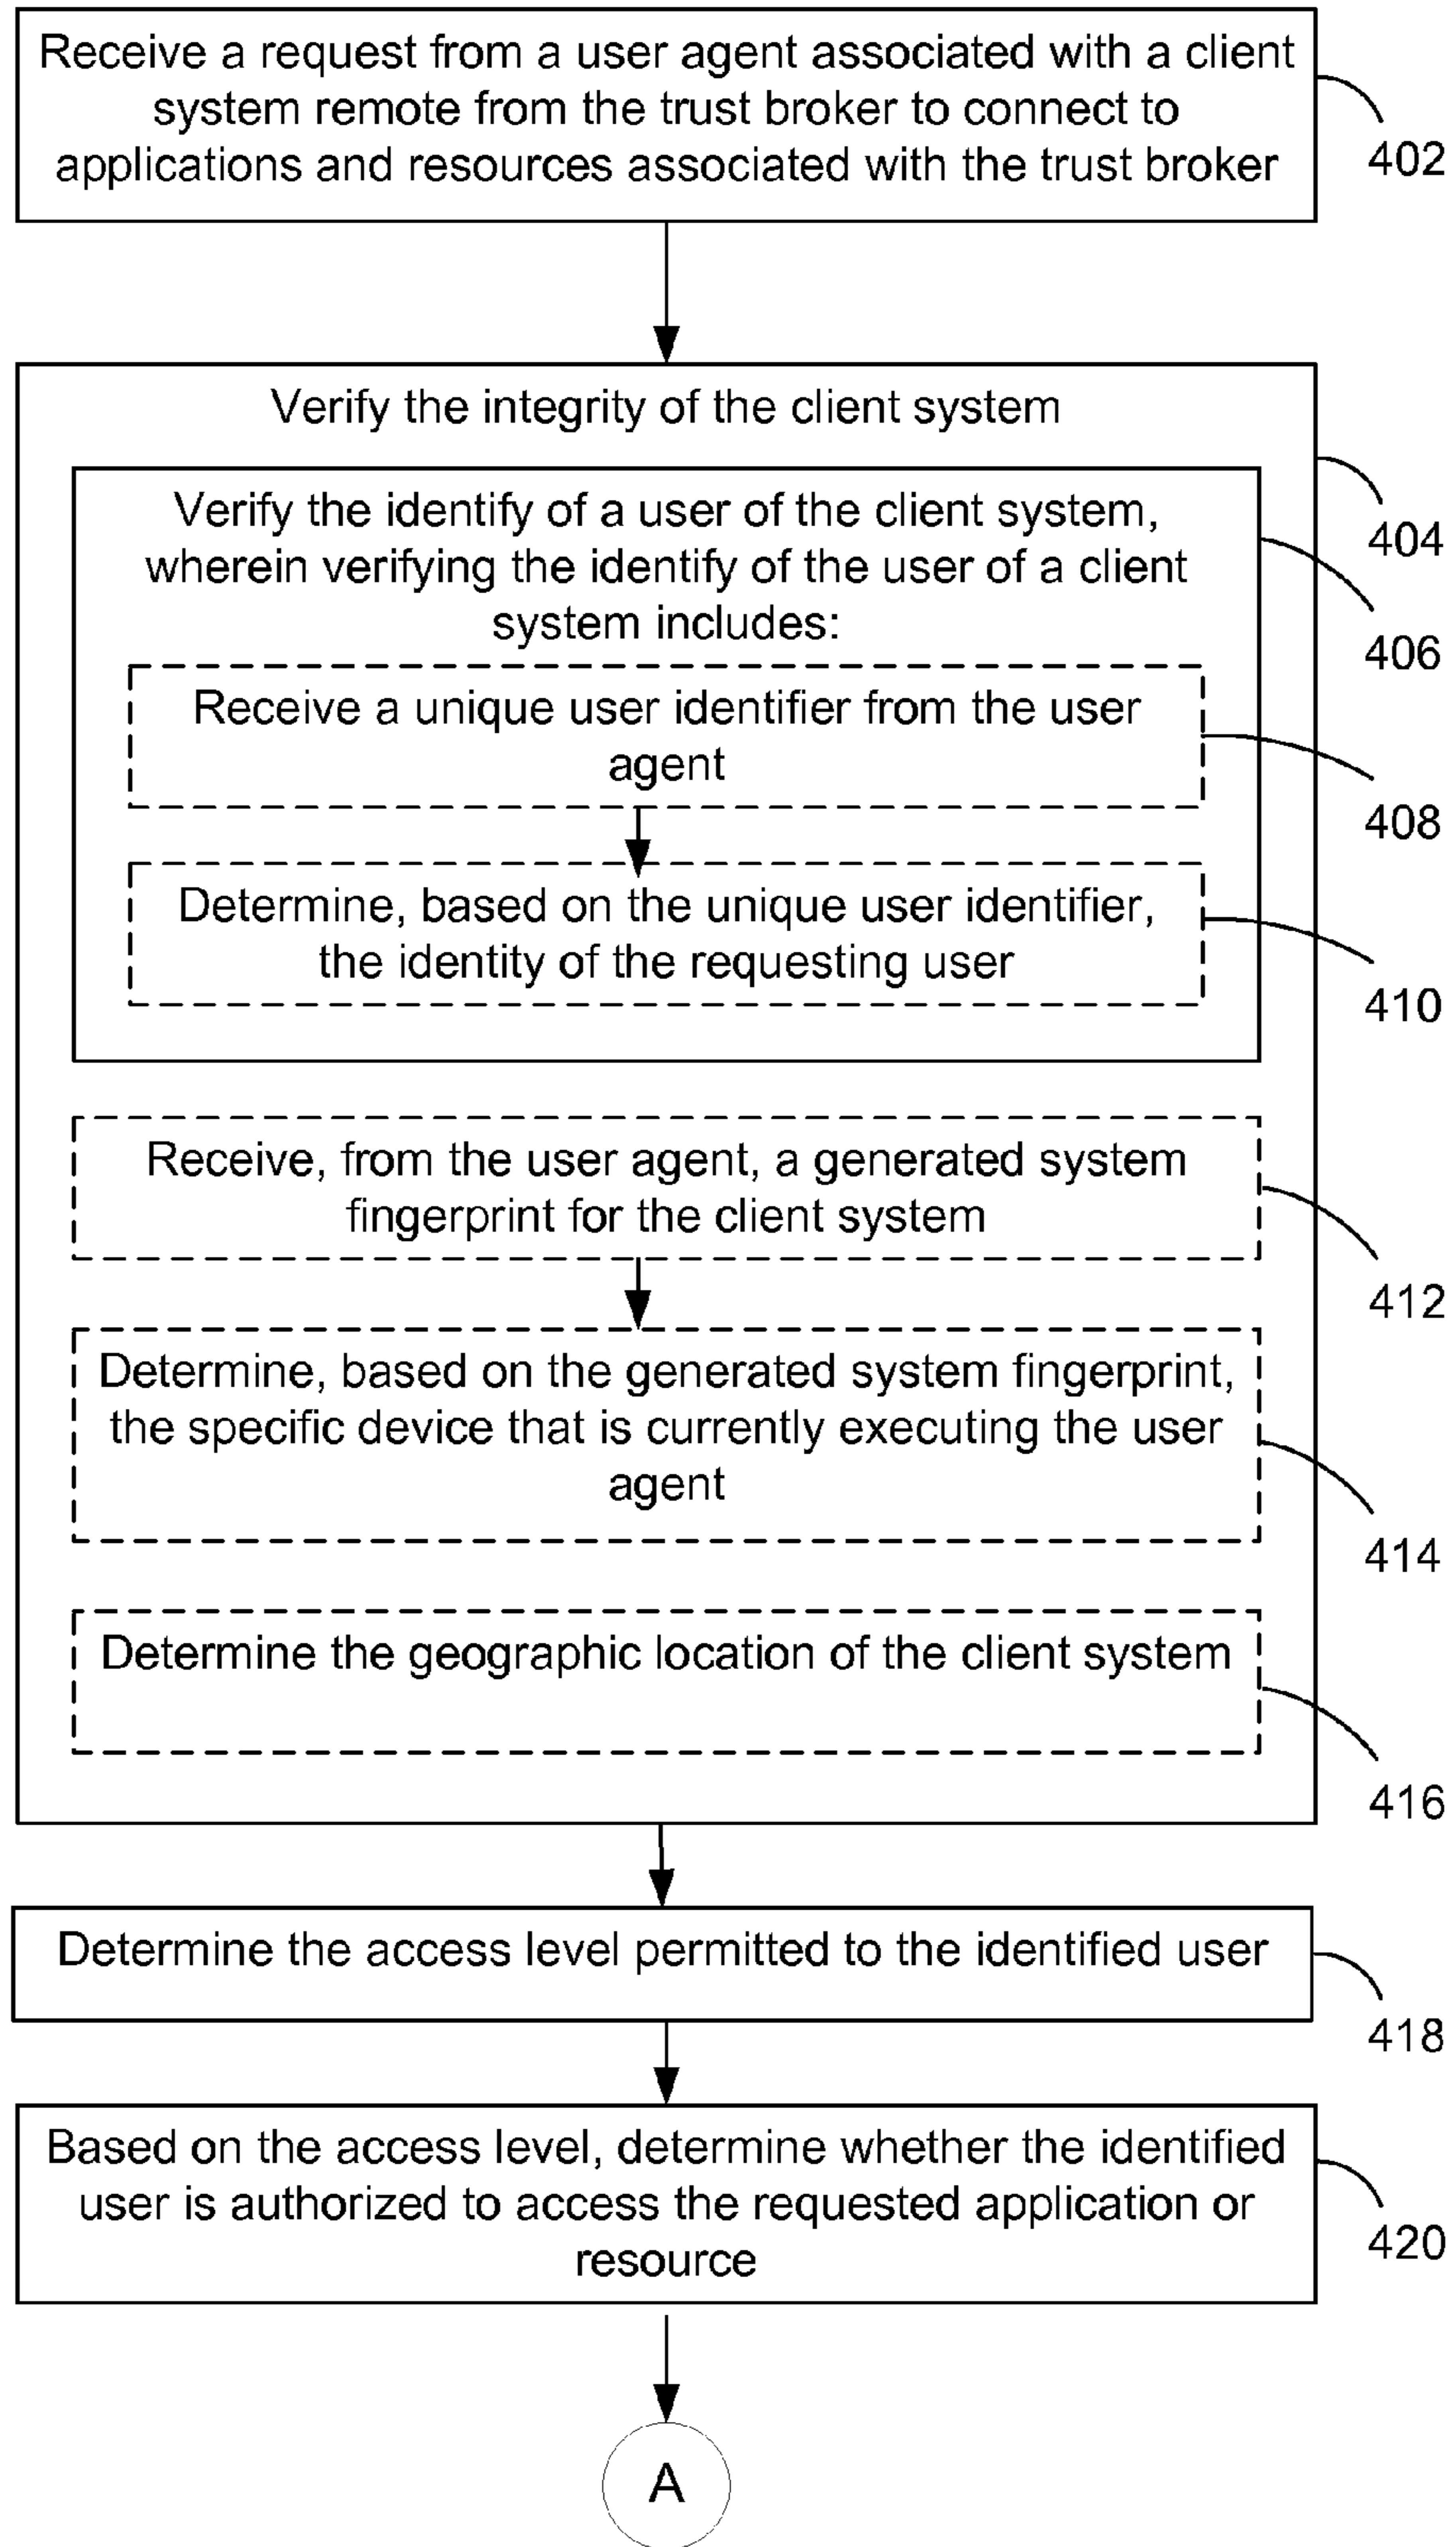 Receive a request from a user agent associated with a client
system remote from the trust broker to connect to
applications and resources associated with the trust broker
402
Verify the integrity of the client system
404
Verify the identify of a user of the client system,
wherein verifying the identify of the user of a client
system includes:
406
Receive a unique user identifier from the user
agent
408
Determine, based on the unique user identifier,
the identity of the requesting user
410
Receive, from the user agent, a generated system
fingerprint for the client system
412
Determine, based on the generated system fingerprint,
the specific device that is currently executing the user
agent
414
Determine the geographic location of the client system
416
Determine the access level permitted to the identified user
418
Based on the access level, determine whether the identified
user is authorized to access the requested application or
resource
420
A